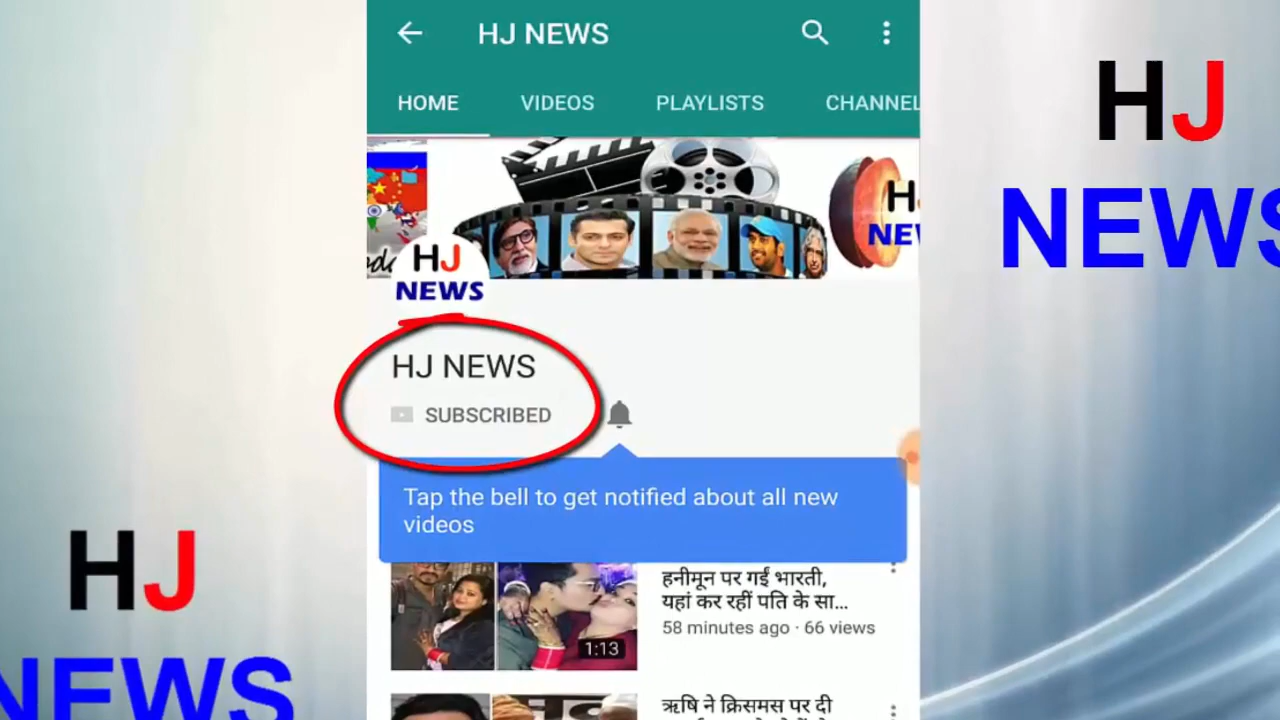 HJ NEWS
HOME VIDEOS PLAYLISTS CHANNEL
HJ
NEWS
HJ
NEWS
HJ NEWS
SUBSCRIBED
Tap the bell to get notified about all new
videos
हनीमून पर गईं भारती,
यहां कर रहीं पति के सा...
58 minutes ago · 66 views
1:13
ऋषि ने क्रिसमस पर दी
HJ
NEWS